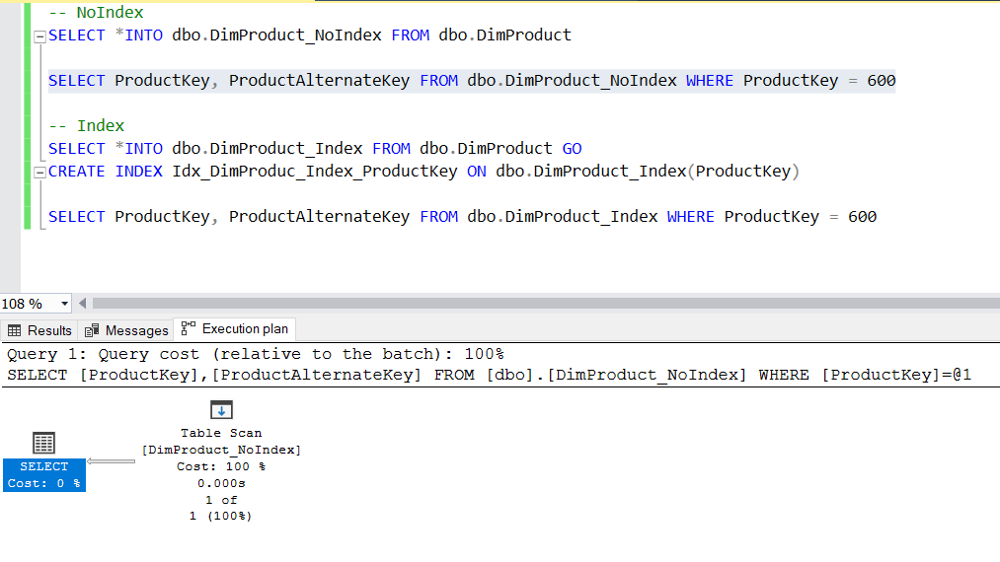 -- NoIndex
SELECT *INTO dbo.DimProduct_NoIndex FROM dbo.DimProduct
SELECT ProductKey, ProductAlternateKey FROM dbo.DimProduct_NoIndex WHERE ProductKey = 600
-- Index
SELECT *INTO dbo.DimProduct_Index FROM dbo.DimProduct GO
CREATE INDEX Idx_DimProduc_Index_ProductKey ON dbo.DimProduct_Index(ProductKey)
SELECT ProductKey, ProductAlternateKey FROM dbo.DimProduct_Index WHERE ProductKey = 600
108 %
Results Messages Execution plan
Query 1: Query cost (relative to the batch): 100%
SELECT [ProductKey],[ProductAlternateKey] FROM [dbo].[DimProduct_NoIndex] WHERE [ProductKey]=@1
SELECT
Cost: 0 %
Table Scan
[DimProduct_NoIndex]
Cost: 100 %
0.000s
1 of
1 (100%)